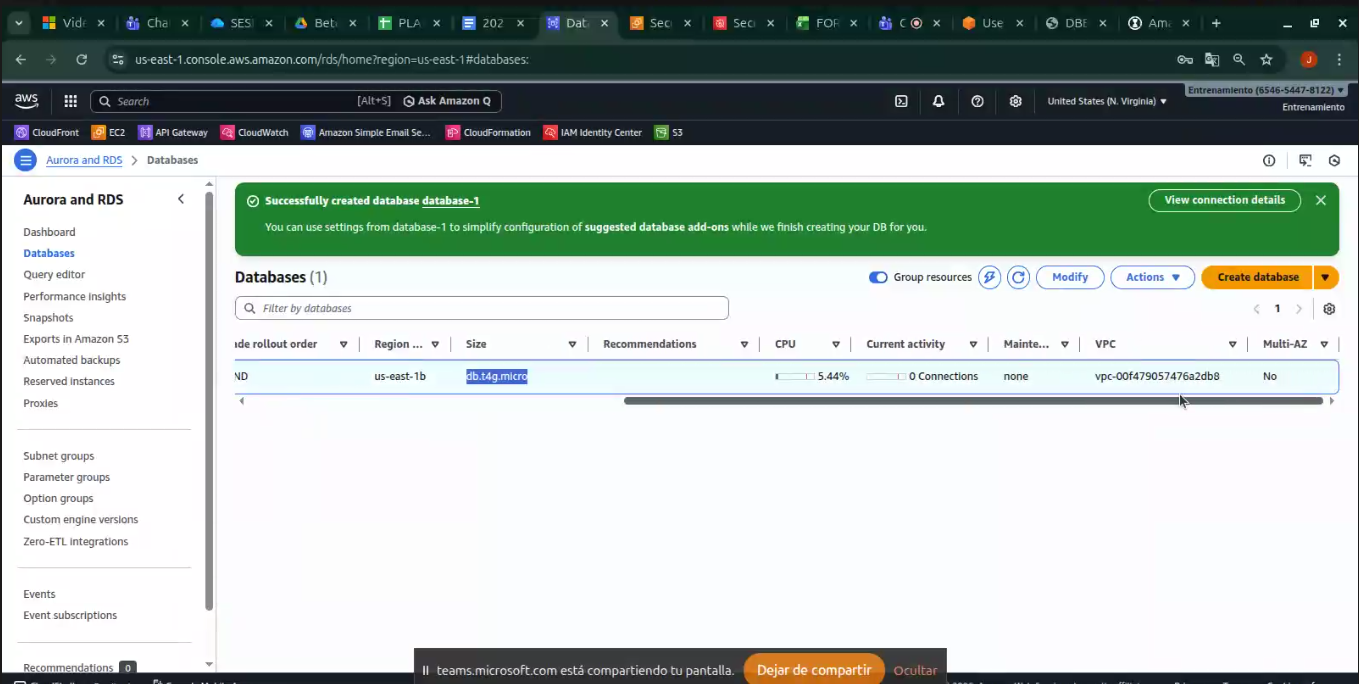 Vide
Cha
SESI
Bet
PLA
202
Dat
Sec
Sec
FOR
C
Use
DBE
Ama
us-east-1.console.aws.amazon.com/rds/home?region=us-east-1#databases:
J
aws
Search
[Alt+S]
Ask Amazon Q
United States (N. Virginia)
Entrenamiento (6546-5447-8122)
Entrenamiento
CloudFront
EC2
API Gateway
CloudWatch
Amazon Simple Email Se...
CloudFormation
IAM Identity Center
S3
Aurora and RDS
Databases
Aurora and RDS
Dashboard
Databases
Query editor
Performance insights
Snapshots
Exports in Amazon S3
Automated backups
Reserved instances
Proxies
Subnet groups
Parameter groups
Option groups
Custom engine versions
Zero-ETL integrations
Events
Event subscriptions
Recommendations 0
Successfully created database database-1
You can use settings from database-1 to simplify configuration of suggested database add-ons while we finish creating your DB for you.
View connection details
Databases (1)
Group resources
Modify
Actions
Create database
Filter by databases
1
de rollout order
Region ...
Size
Recommendations
CPU
Current activity
Mainte...
VPC
Multi-AZ
ND
us-east-1b
db.t4g.micro
5.44%
0 Connections
none
vpc-00f479057476a2db8
No
teams.microsoft.com está compartiendo tu pantalla.
Dejar de compartir
Ocultar